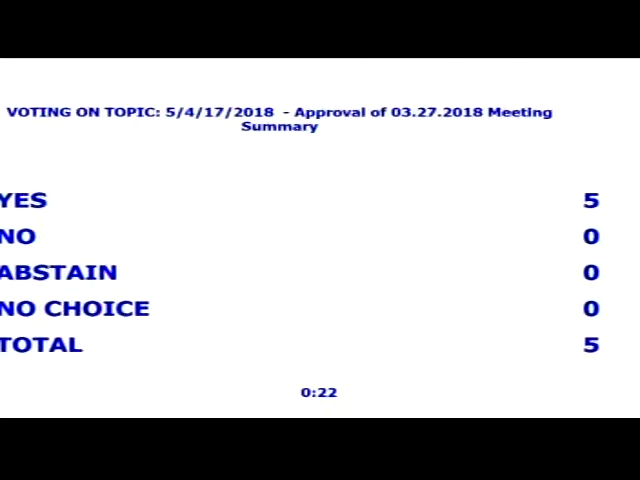 VOTING ON TOPIC: 5/4/17/2018 - Approval of 03.27.2018 Meeting
Summary
YES 5
NO 0
ABSTAIN 0
NO CHOICE 0
TOTAL 5
0:22